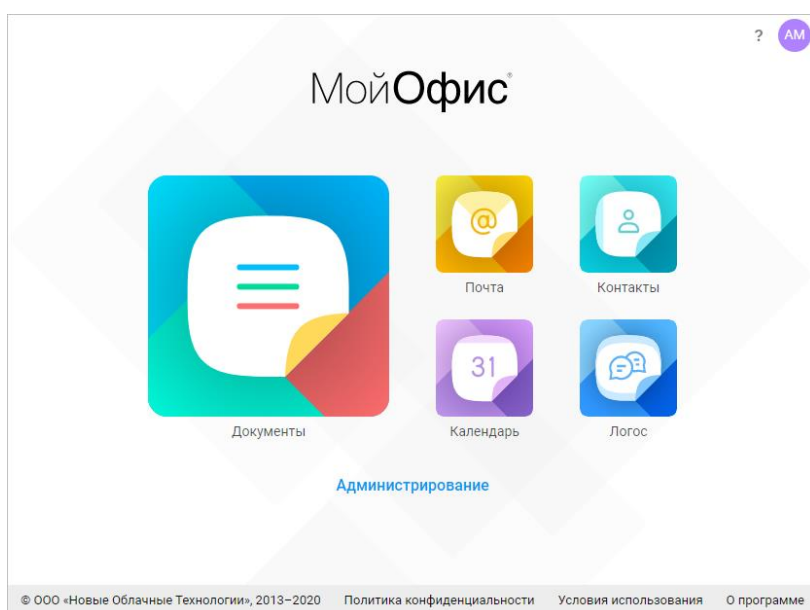 ? АМ
МойОфис®
@
Почта
Контакты
31
Документы
Календарь
Логос
Администрирование
© ООО «Новые Облачные Технологии», 2013–2020 Политика конфиденциальности Условия использования О программе